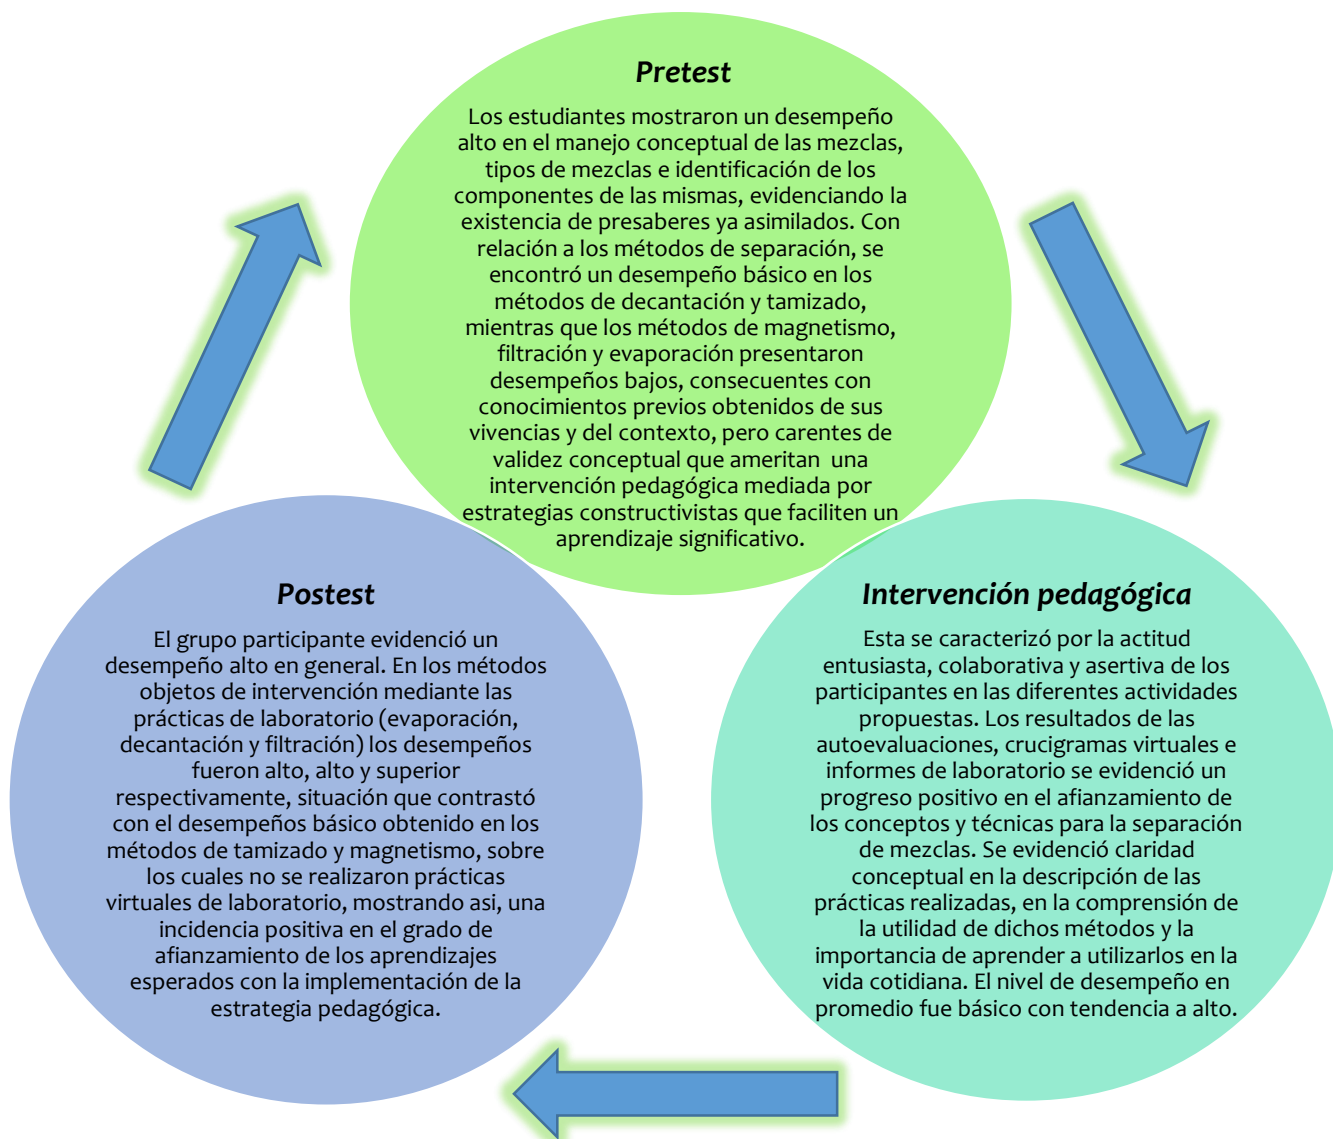 Pretest
Los estudiantes mostraron un desempeño
alto en el manejo conceptual de las mezclas,
tipos de mezclas e identificación de los
componentes de las mismas, evidenciando la
existencia de presaberes ya asimilados. Con
relación a los métodos de separación, se
encontró un desempeño básico en los
métodos de decantación y tamizado,
mientras que los métodos de magnetismo,
filtración y evaporación presentaron
desempeños bajos, consecuentes con
conocimientos previos obtenidos de sus
vivencias y del contexto, pero carentes de
validez conceptual que ameritan  una
intervención pedagógica mediada por
estrategias constructivistas que faciliten un
aprendizaje significativo.
Intervención pedagógica
Esta se caracterizó por la actitud
entusiasta, colaborativa y asertiva de los
participantes en las diferentes actividades
propuestas. Los resultados de las
autoevaluaciones, crucigramas virtuales e
informes de laboratorio se evidenció un
progreso positivo en el afianzamiento de
los conceptos y técnicas para la separación
de mezclas. Se evidenció claridad
conceptual en la descripción de las
prácticas realizadas, en la comprensión de
la utilidad de dichos métodos y la
importancia de aprender a utilizarlos en la
vida cotidiana. El nivel de desempeño en
promedio fue básico con tendencia a alto.
Postest
El grupo participante evidenció un
desempeño alto en general. En los métodos
objetos de intervención mediante las
prácticas de laboratorio (evaporación,
decantación y filtración) los desempeños
fueron alto, alto y superior
respectivamente, situación que contrastó
con el desempeños básico obtenido en los
métodos de tamizado y magnetismo, sobre
los cuales no se realizaron prácticas
virtuales de laboratorio, mostrando asi, una
incidencia positiva en el grado de
afianzamiento de los aprendizajes
esperados con la implementación de la
estrategia pedagógica.